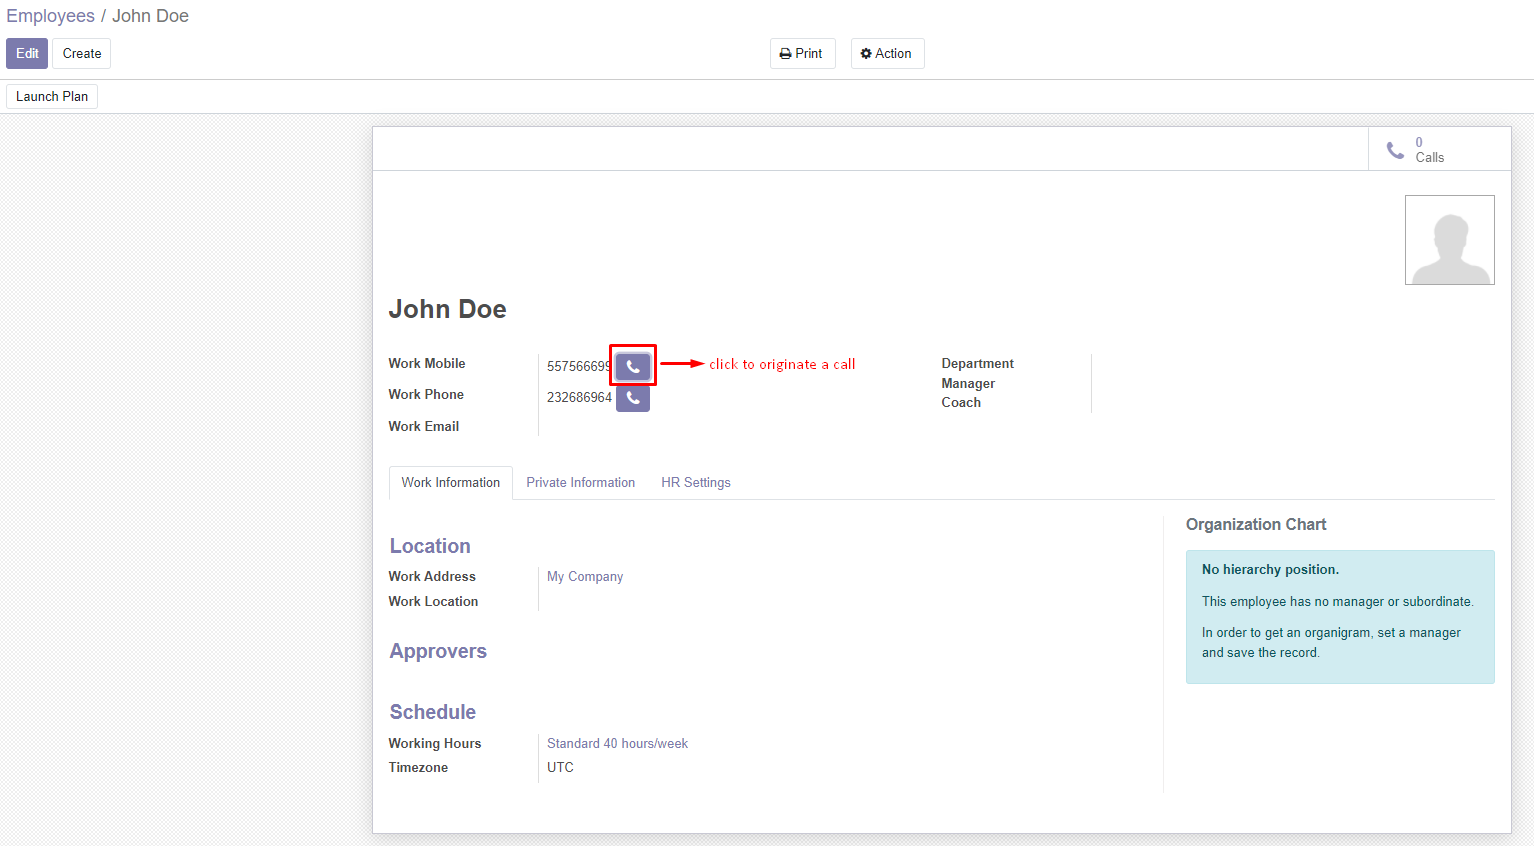 Employees / John Doe
Edit Create Print Action
Launch Plan
0
Calls
John Doe
Work Mobile 557566699 click to originate a call
Work Phone 232686964
Work Email
Department
Manager
Coach
Work Information Private Information HR Settings
Location
Work Address My Company
Work Location
Approvers
Schedule
Working Hours Standard 40 hours/week
Timezone UTC
Organization Chart
No hierarchy position.
This employee has no manager or subordinate.
In order to get an organigram, set a manager
and save the record.